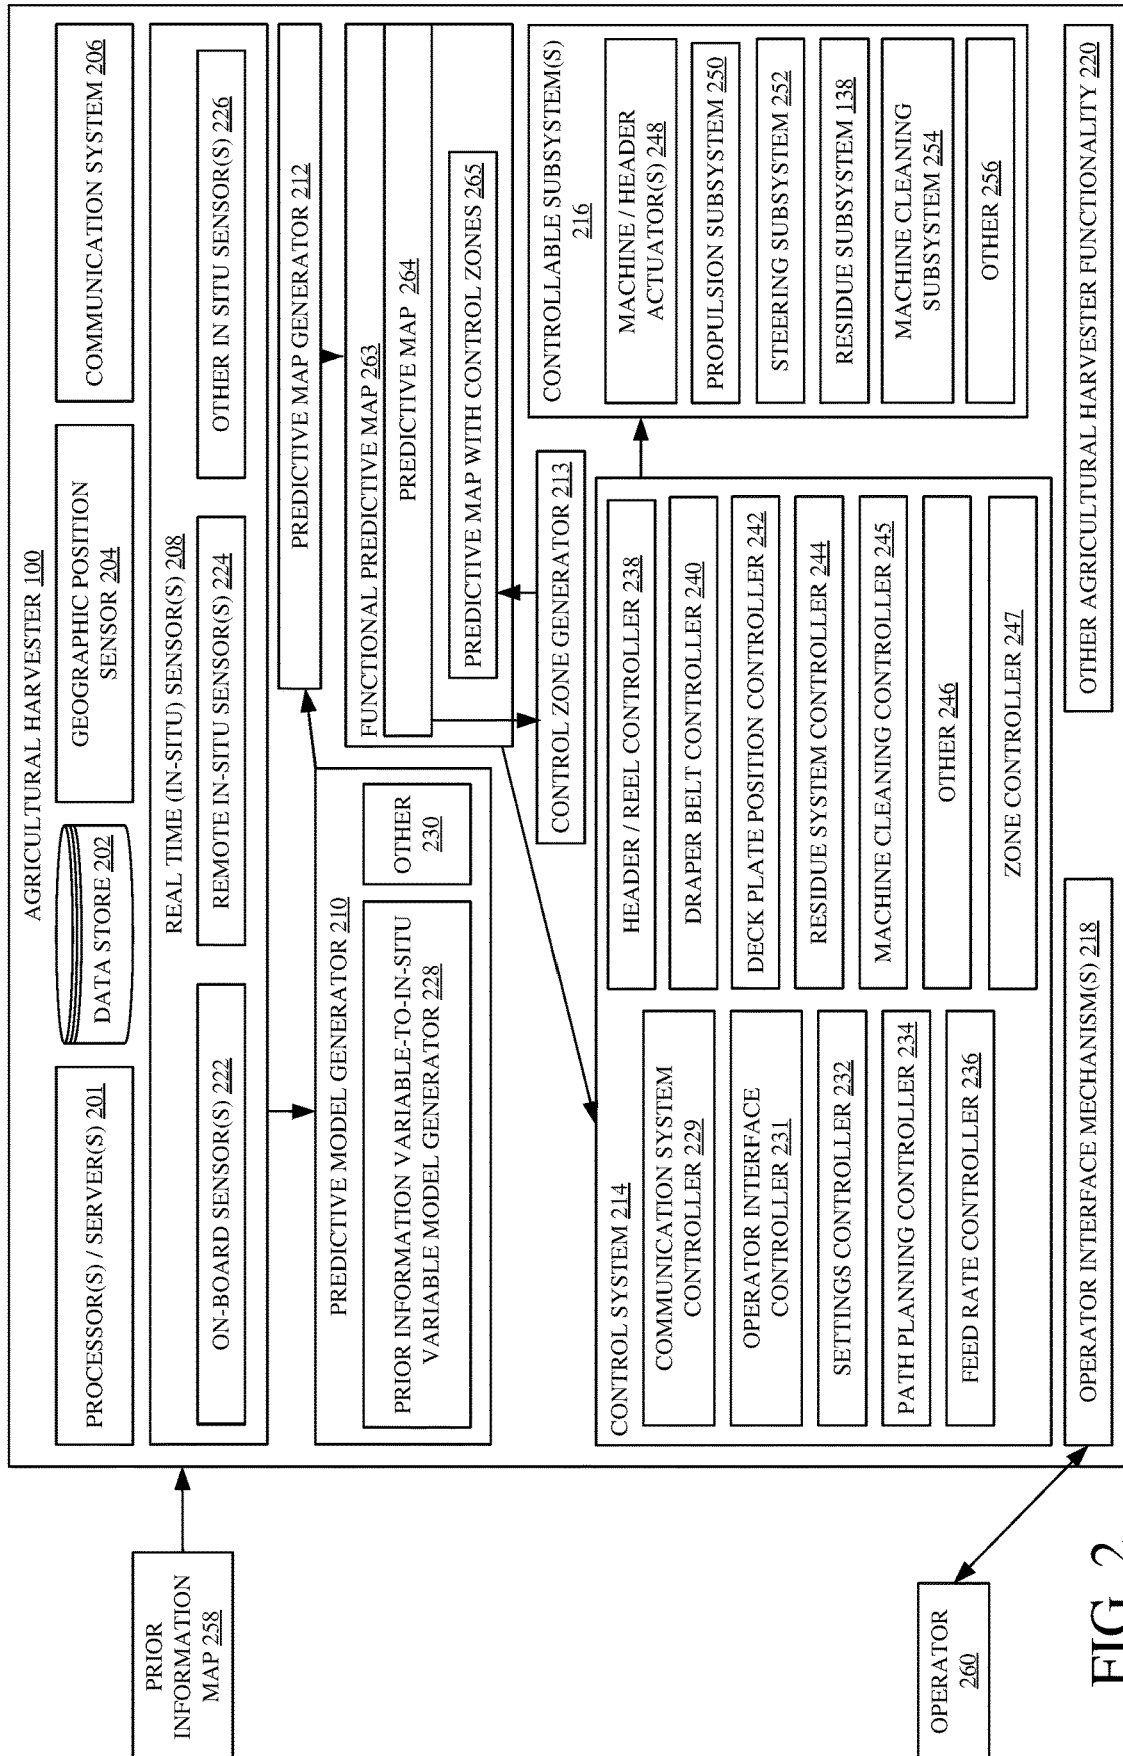 AGRICULTURAL HARVESTER 100
PROCESSOR(S) / SERVER(S) 201
DATA STORE 202
GEOGRAPHIC POSITION
SENSOR 204
COMMUNICATION SYSTEM 206
REAL TIME (IN-SITU) SENSOR(S) 208
ON-BOARD SENSOR(S) 222
REMOTE IN-SITU SENSOR(S) 224
OTHER IN SITU SENSOR(S) 226
PRIOR
INFORMATION
MAP 258
PREDICTIVE MODEL GENERATOR 210
PRIOR INFORMATION VARIABLE-TO-IN-SITU
VARIABLE MODEL GENERATOR 228
OTHER
230
PREDICTIVE MAP GENERATOR 212
FUNCTIONAL PREDICTIVE MAP 263
PREDICTIVE MAP 264
PREDICTIVE MAP WITH CONTROL ZONES 265
CONTROL ZONE GENERATOR 213
CONTROL SYSTEM 214
COMMUNICATION SYSTEM
CONTROLLER 229
OPERATOR INTERFACE
CONTROLLER 231
SETTINGS CONTROLLER 232
PATH PLANNING CONTROLLER 234
FEED RATE CONTROLLER 236
HEADER / REEL CONTROLLER 238
DRAPER BELT CONTROLLER 240
DECK PLATE POSITION CONTROLLER 242
RESIDUE SYSTEM CONTROLLER 244
MACHINE CLEANING CONTROLLER 245
OTHER 246
ZONE CONTROLLER 247
CONTROLLABLE SUBSYSTEM(S)
216
MACHINE / HEADER
ACTUATOR(S) 248
PROPULSION SUBSYSTEM 250
STEERING SUBSYSTEM 252
RESIDUE SUBSYSTEM 138
MACHINE CLEANING
SUBSYSTEM 254
OTHER 256
OPERATOR INTERFACE MECHANISM(S) 218
OTHER AGRICULTURAL HARVESTER FUNCTIONALITY 220
OPERATOR
260
FIG. 2